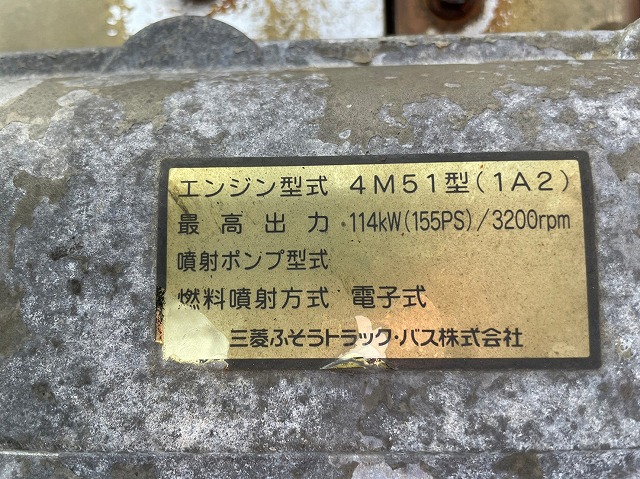 エンジン型式 4M51型(1A2)
最高出力 114kW(155PS)/3200rpm
噴射ポンプ型式
燃料噴射方式 電子式
三菱ふそうトラック・バス株式会社